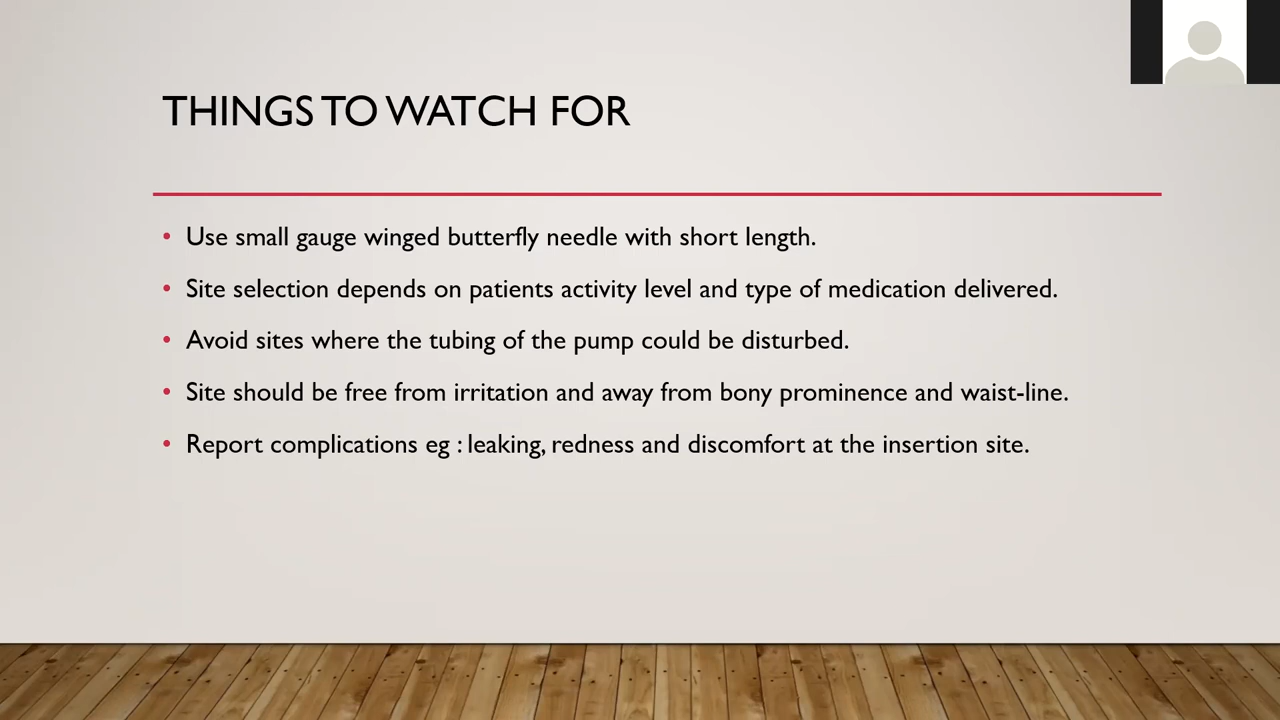 THINGS TO WATCH FOR
• Use small gauge winged butterfly needle with short length.
• Site selection depends on patients activity level and type of medication delivered.
• Avoid sites where the tubing of the pump could be disturbed.
• Site should be free from irritation and away from bony prominence and waist-line.
• Report complications eg : leaking, redness and discomfort at the insertion site.